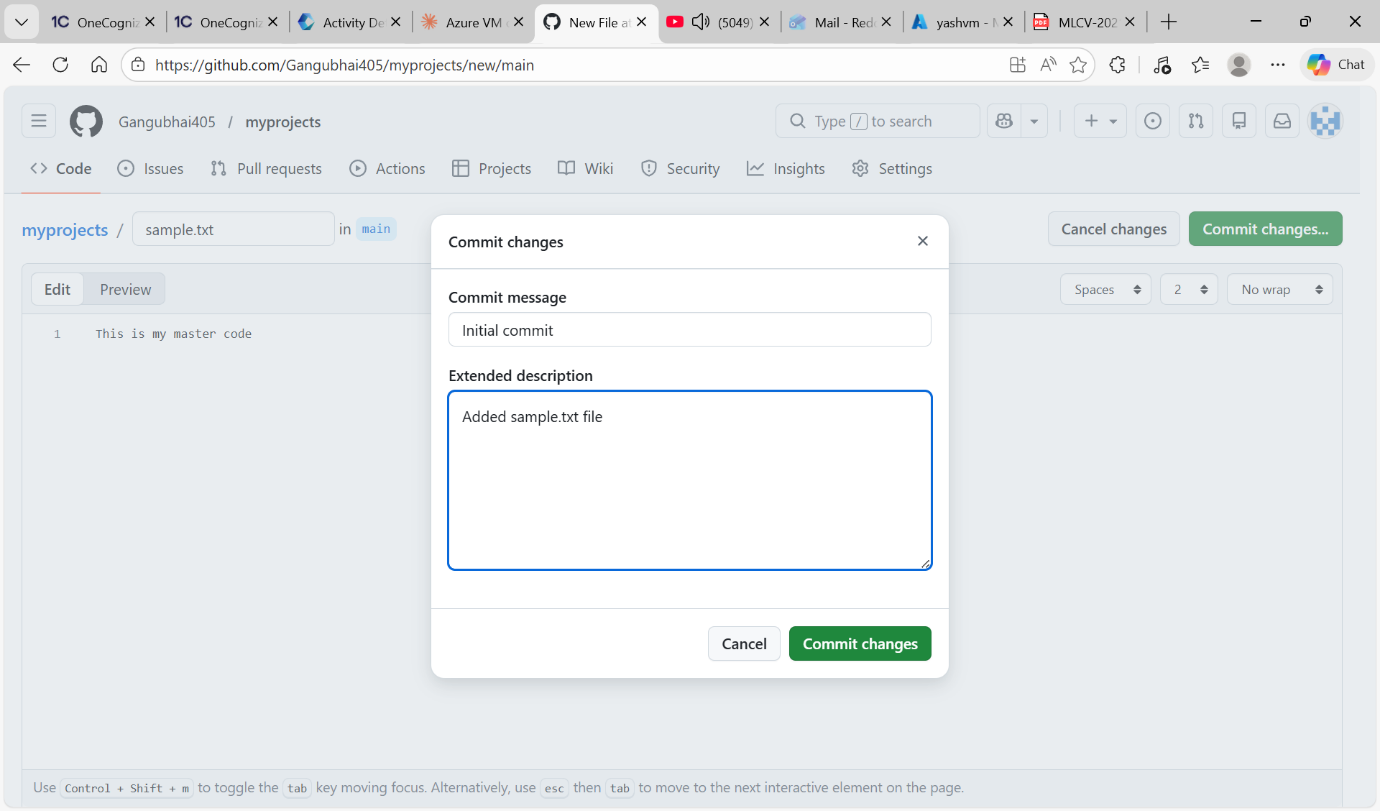 1C OneCogniz
1C OneCogniz
Activity De
Azure VM
New File a
(5049)
Mail - Red
yashvm - M
PDF MLCV-202
https://github.com/Gangubhai405/myprojects/new/main
Chat
Gangubhai405 / myprojects
Type / to search
Code Issues Pull requests Actions Projects Wiki Security Insights Settings
myprojects / sample.txt in main
Cancel changes Commit changes...
Edit Preview
Spaces 2 No wrap
1 This is my master code
Commit changes
Commit message
Initial commit
Extended description
Added sample.txt file
Cancel Commit changes
Use Control + Shift + m to toggle the tab key moving focus. Alternatively, use esc then tab to move to the next interactive element on the page.